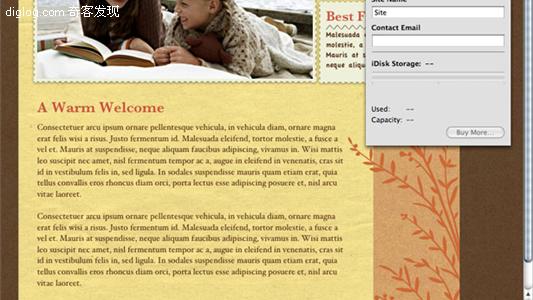 digioq.com 奇客发现
Site Name
Site
Contact Email
iDisk Storage: --
Used: --
Capacity: --
Buy More...
Best F
Malesuada e
molestie, a
Mauris at s
neque aliqu
A Warm Welcome
Consectetuer arcu ipsum ornare pellentesque vehicula, in vehicula diam, ornare magna
erat felis wisi a risus. Justo fermentum id. Malesuada eleifend, tortor molestie, a fusce a
vel et. Mauris at suspendisse, neque aliquam faucibus adipiscing, vivamus in. Wisi mattis
leo suscipit nec amet, nisl fermentum tempor ac a, augue in eleifend in venenatis, cras sit
id in vestibulum felis in, sed ligula. In sodales suspendisse mauris quam etiam erat, quia
tellus convallis eros rhoncus diam orci, porta lectus esse adipiscing posuere et, nisl arcu
vitae laoreet.
Consectetuer arcu ipsum ornare pellentesque vehicula, in vehicula diam, ornare magna
erat felis wisi a risus. Justo fermentum id. Malesuada eleifend, tortor molestie, a fusce a
vel et. Mauris at suspendisse, neque aliquam faucibus adipiscing, vivamus in. Wisi mattis
leo suscipit nec amet, nisl fermentum tempor ac a, augue in eleifend in venenatis, cras sit
id in vestibulum felis in, sed ligula. In sodales suspendisse mauris quam etiam erat, quia
tellus convallis eros rhoncus diam orci, porta lectus esse adipiscing posuere et, nisl arcu
vitae laoreet.